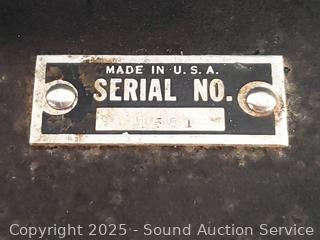 MADE IN U.S.A.
SERIAL NO.
Copyright 2025 - Sound Auction Service